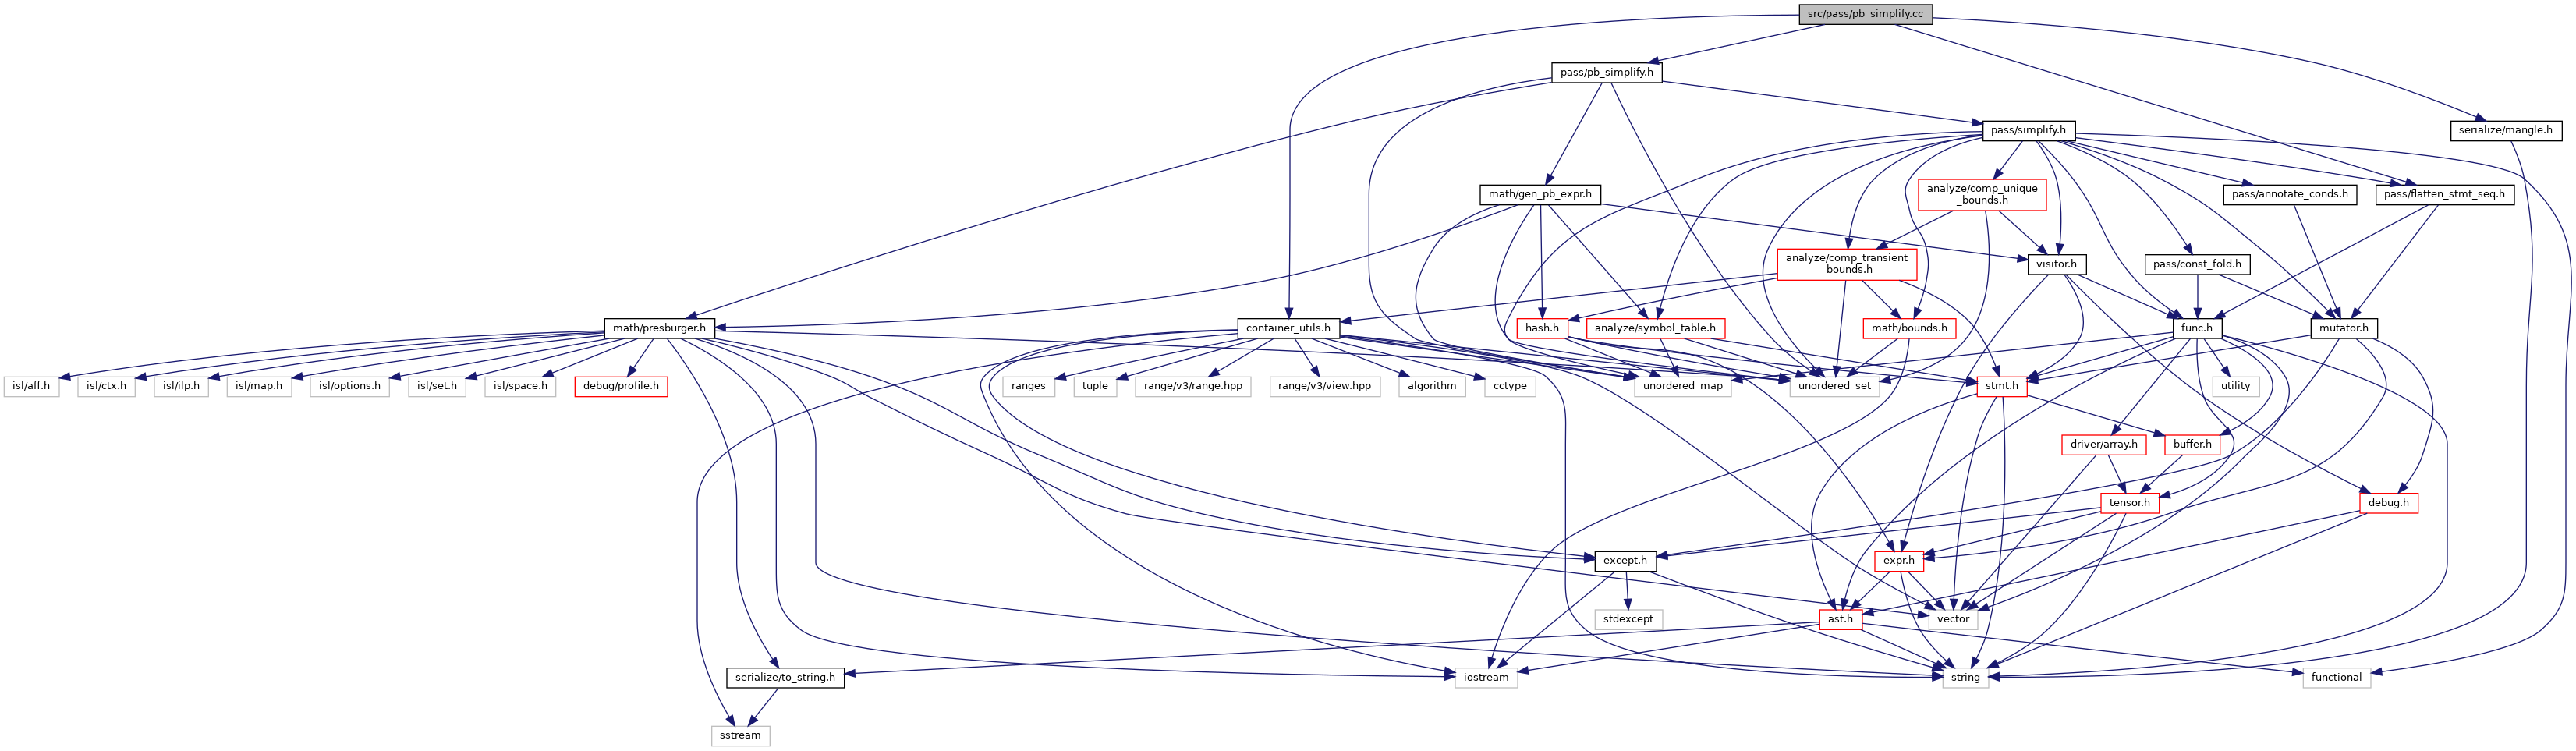 src/pass/pb_simplify.cc
pass/pb_simplify.h
pass/simplify.h
serialize/mangle.h
math/gen_pb_expr.h
analyze/comp_unique
_bounds.h
pass/annotate_conds.h
pass/flatten_stmt_seq.h
analyze/comp_transient
_bounds.h
visitor.h
pass/const_fold.h
math/presburger.h
container_utils.h
hash.h
analyze/symbol_table.h
math/bounds.h
func.h
mutator.h
isl/aff.h
isl/ctx.h
isl/ilp.h
isl/map.h
isl/options.h
isl/set.h
isl/space.h
debug/profile.h
ranges
tuple
range/v3/range.hpp
range/v3/view.hpp
algorithm
cctype
unordered_map
unordered_set
stmt.h
utility
driver/array.h
buffer.h
tensor.h
debug.h
except.h
expr.h
stdexcept
ast.h
vector
serialize/to_string.h
iostream
string
functional
sstream